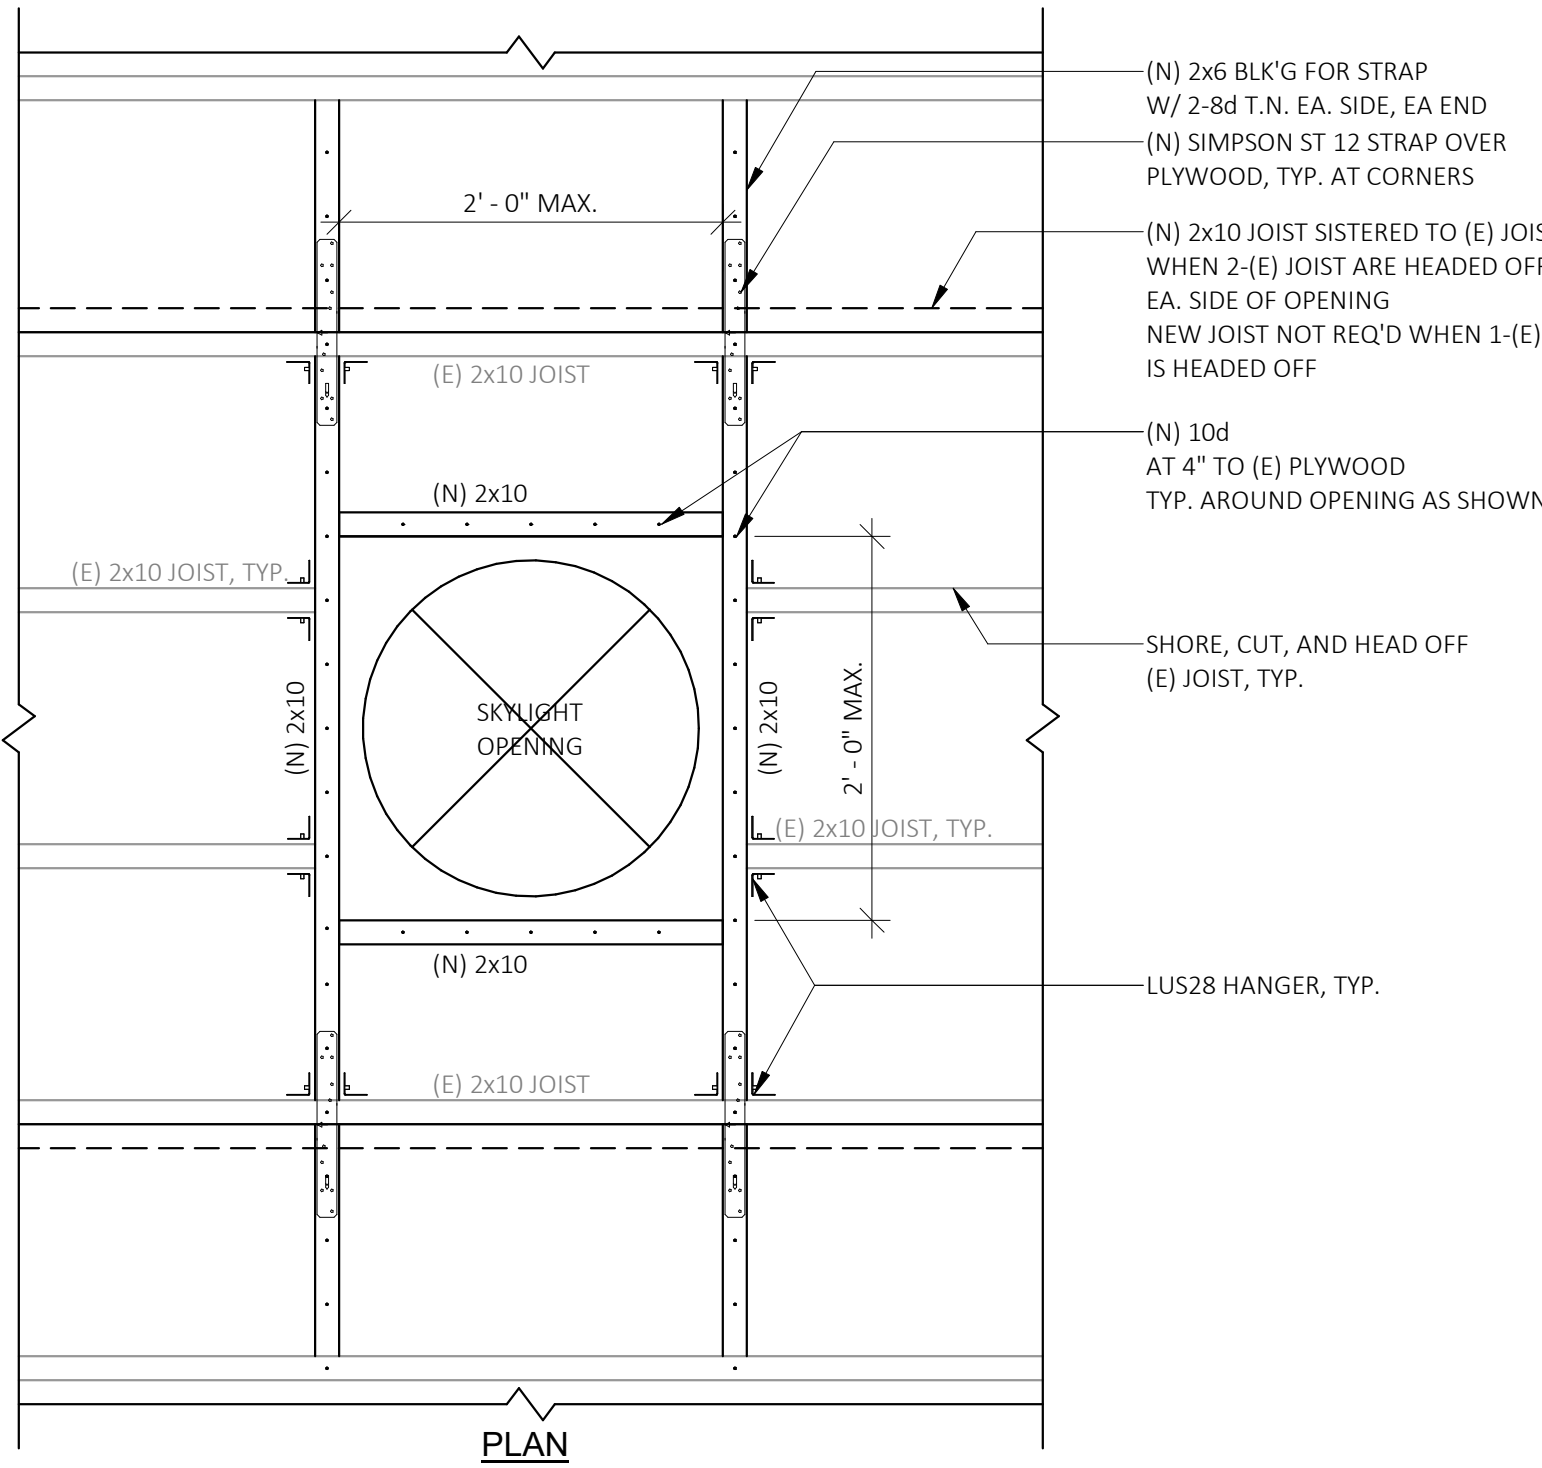 (N) 2x6 BLK'G FOR STRAP
W/ 2-8d T.N. EA. SIDE, EA END
(N) SIMPSON ST 12 STRAP OVER
PLYWOOD, TYP. AT CORNERS
2' - 0" MAX.
(N) 2x10 JOIST SISTERED TO (E)
WHEN 2-(E) JOIST ARE HEADED
EA. SIDE OF OPENING
NEW JOIST NOT REQ'D WHEN 1-(E)
IS HEADED OFF
(E) 2x10 JOIST
(N) 10d
AT 4" TO (E) PLYWOOD
TYP. AROUND OPENING AS SHOWN
(N) 2x10
(E) 2x10 JOIST, TYP.
SHORE, CUT, AND HEAD OFF
(E) JOIST, TYP.
(N) 2x10
SKYLIGHT
OPENING
(N) 2x10
2' - 0" MAX.
(E) 2x10 JOIST, TYP.
(N) 2x10
LUS28 HANGER, TYP.
(E) 2x10 JOIST
PLAN